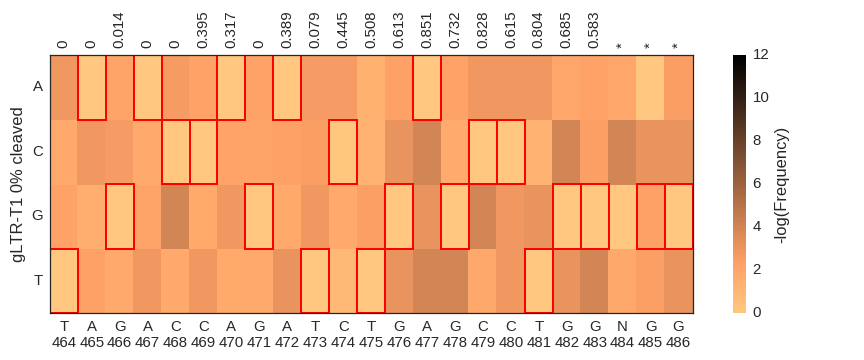 0 0 0.014 0 0 0.395 0.317 0 0.389 0.079 0.445 0.508 0.613 0.851 0.732 0.828 0.615 0.804 0.685 0.583 * * *
gLTR-T1 0% cleaved
A
C
G
T
T A G A C C A G A T C T G A G C C T G G N G G
464 465 466 467 468 469 470 471 472 473 474 475 476 477 478 479 480 481 482 483 484 485 486
12
10
8
6
4
2
0
-log(Frequency)